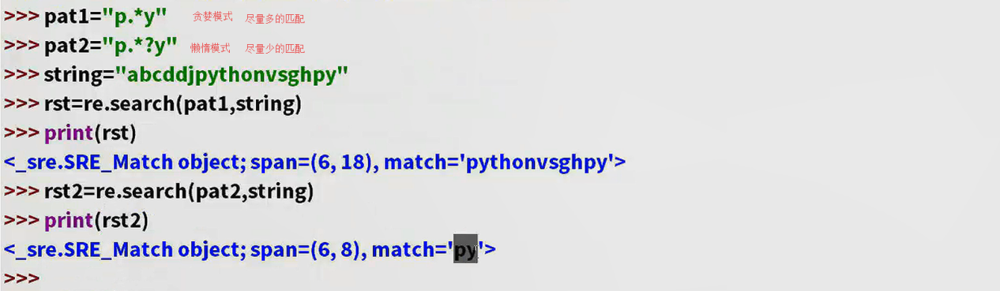 >>> pat1="p.*y" 贪婪模式 尽量多的匹配
>>> pat2="p.*?y" 懒惰模式 尽量少的匹配
>>> string="abcddjpythonvsghpy"
>>> rst=re.search(pat1,string)
>>> print(rst)
<_sre.SRE_Match object; span=(6, 18), match='pythonvsghpy'>
>>> rst2=re.search(pat2,string)
>>> print(rst2)
<_sre.SRE_Match object; span=(6, 8), match='py'>
>>>